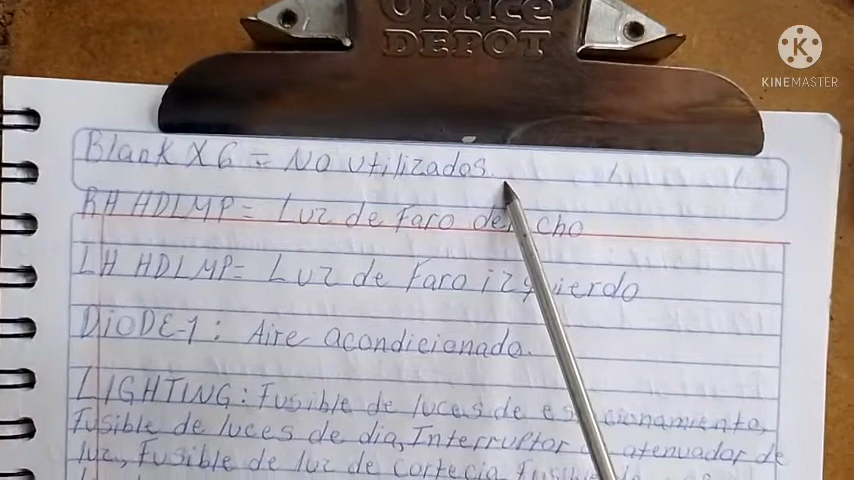 Office
DEPOT
KINEMASTER
Blank X 6 = No utilizados.
RH HDLMP = Luz de Faro derecho
LH HDLMP = Luz de Faro izquierdo
DiODE-1: Aire acondicionado.
LIGHTING: Fusible de luces de estacionamiento,
Fusible de luces de dia, Interruptor atenuador de
luz, Fusible de luz de cortecia fusible